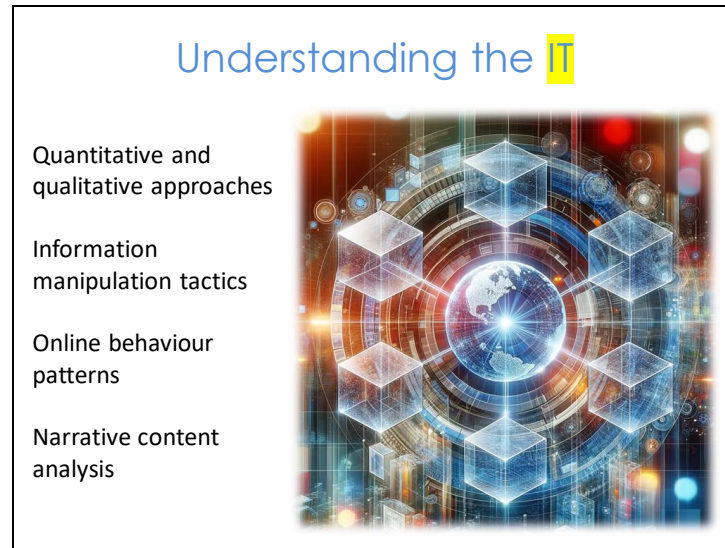 Understanding the IT
Quantitative and
qualitative approaches
Information
manipulation tactics
Online behaviour
patterns
Narrative content
analysis